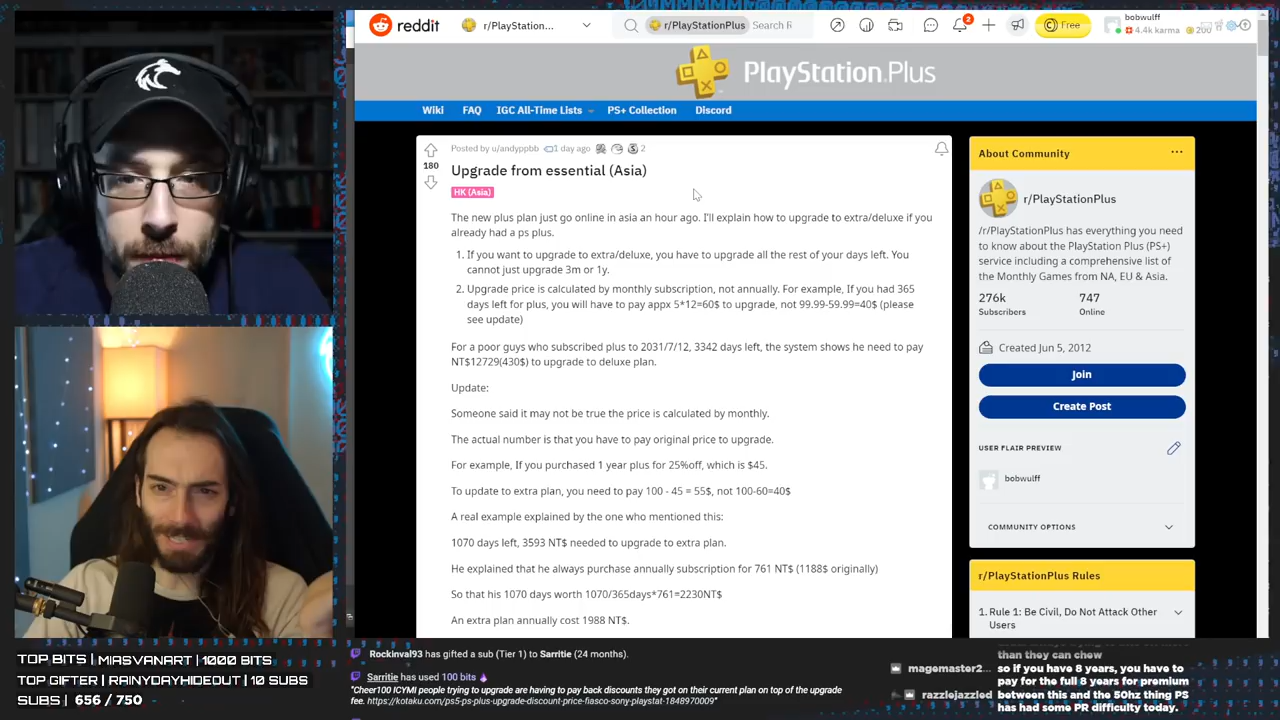 reddit
r/PlayStation...
r/PlayStationPlus
Search R
2
Free
bobwulff
4.4k karma
200
PlayStation.Plus
Wiki
FAQ
IGC All-Time Lists
PS+ Collection
Discord
180
Posted by u/andyppbb
1 day ago
2
Upgrade from essential (Asia)
HK (Asia)
The new plus plan just go online in asia an hour ago. I'll explain how to upgrade to extra/deluxe if you
already had a ps plus.
1. If you want to upgrade to extra/deluxe, you have to upgrade all the rest of your days left. You
cannot just upgrade 3m or 1y.
2. Upgrade price is calculated by monthly subscription, not annually. For example, If you had 365
days left for plus, you will have to pay appx 5*12=60$ to upgrade, not 99.99-59.99=40$ (please
see update)
For a poor guys who subscribed plus to 2031/7/12, 3342 days left, the system shows he need to pay
NT$12729(430$) to upgrade to deluxe plan.
Update:
Someone said it may not be true the price is calculated by monthly.
The actual number is that you have to pay original price to upgrade.
For example, If you purchased 1 year plus for 25%off, which is $45.
To update to extra plan, you need to pay 100 - 45 = 55$, not 100-60=40$
A real example explained by the one who mentioned this:
1070 days left, 3593 NT$ needed to upgrade to extra plan.
He explained that he always purchase annually subscription for 761 NT$ (1188$ originally)
So that his 1070 days worth 1070/365days*761=2230NT$
An extra plan annually cost 1988 NT$.
About Community
r/PlayStationPlus
/r/PlayStationPlus has everything you need
to know about the PlayStation Plus (PS+)
service including a comprehensive list of
the Monthly Games from NA, EU & Asia.
276k
747
Subscribers
Online
Created Jun 5, 2012
Join
Create Post
USER FLAIR PREVIEW
bobwulff
COMMUNITY OPTIONS
r/PlayStationPlus Rules
1. Rule 1: Be Civil, Do Not Attack Other
Users
TOP BITS | MIASVANART | 1000 BITS
TOP GIFTER | RAINYDAYHIDEOUT | 10 SUBS
SUBS | 656 / 750
Rockinval93 has gifted a sub (Tier 1) to Sarritie (24 months).
Sarritie has used 100 bits
"Cheer100 ICYMI people trying to upgrade are having to pay back discounts they got on their current plan on top of the upgrade
fee. https://kotaku.com/ps5-ps-plus-upgrade-discount-price-fiasco-sony-playstat-1848970009"
than they can chew
magemaster2...
so if you have 8 years, you have to
pay for the full 8 years for premium
razzlejazzled
between this and the 50hz thing PS
has had some PR difficulty today.